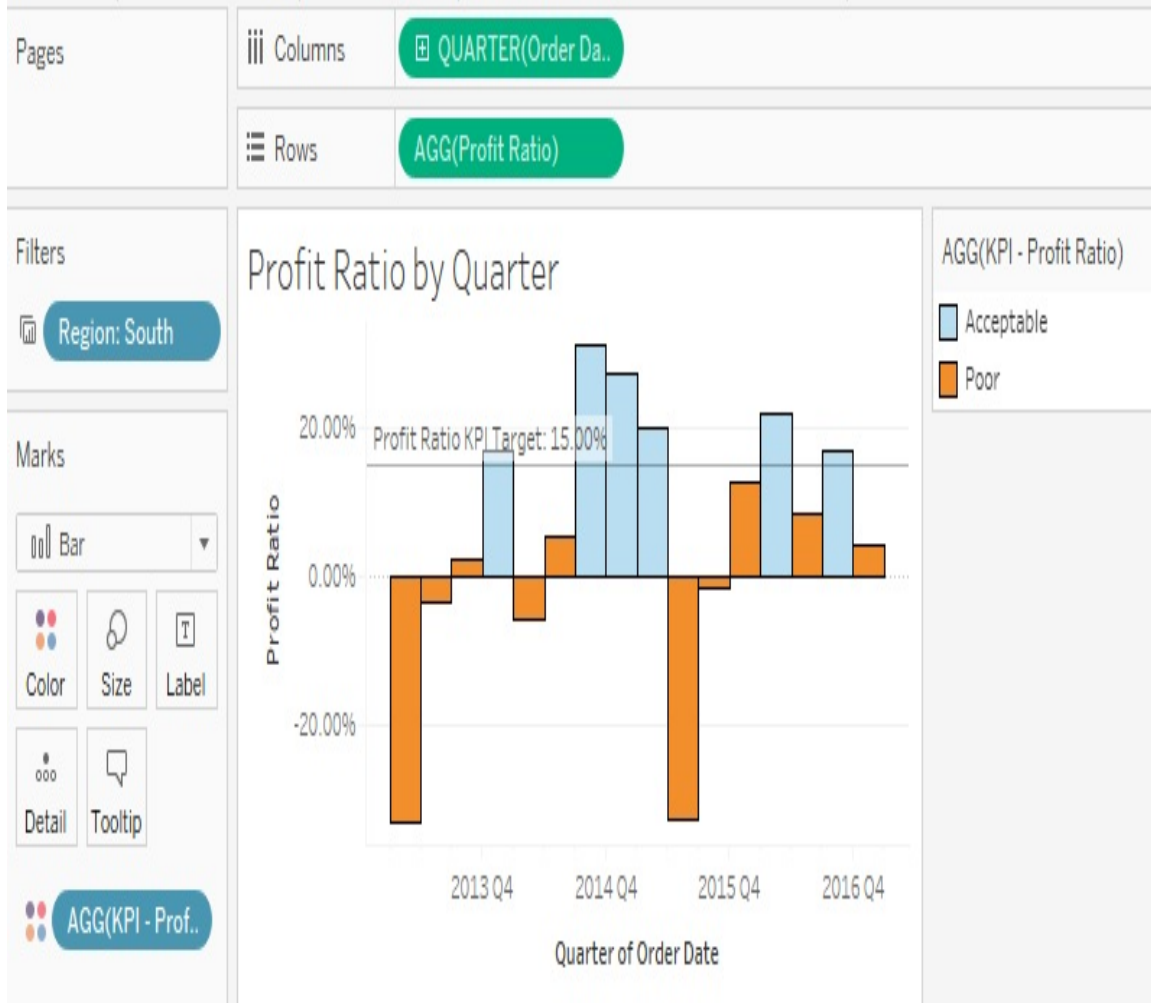 Pages
Columns
QUARTER(Order Da..
Rows
AGG(Profit Ratio)
Filters
Region: South
Marks
Bar
Color
Size
T
Label
Detail
Tooltip
AGG(KPI - Prof..
Profit Ratio by Quarter
20.00%
Profit Ratio KPI Target: 15.00%
0.00%
-20.00%
Profit Ratio
2013 Q4
2014 Q4
2015 Q4
2016 Q4
Quarter of Order Date
AGG(KPI - Profit Ratio)
Acceptable
Poor